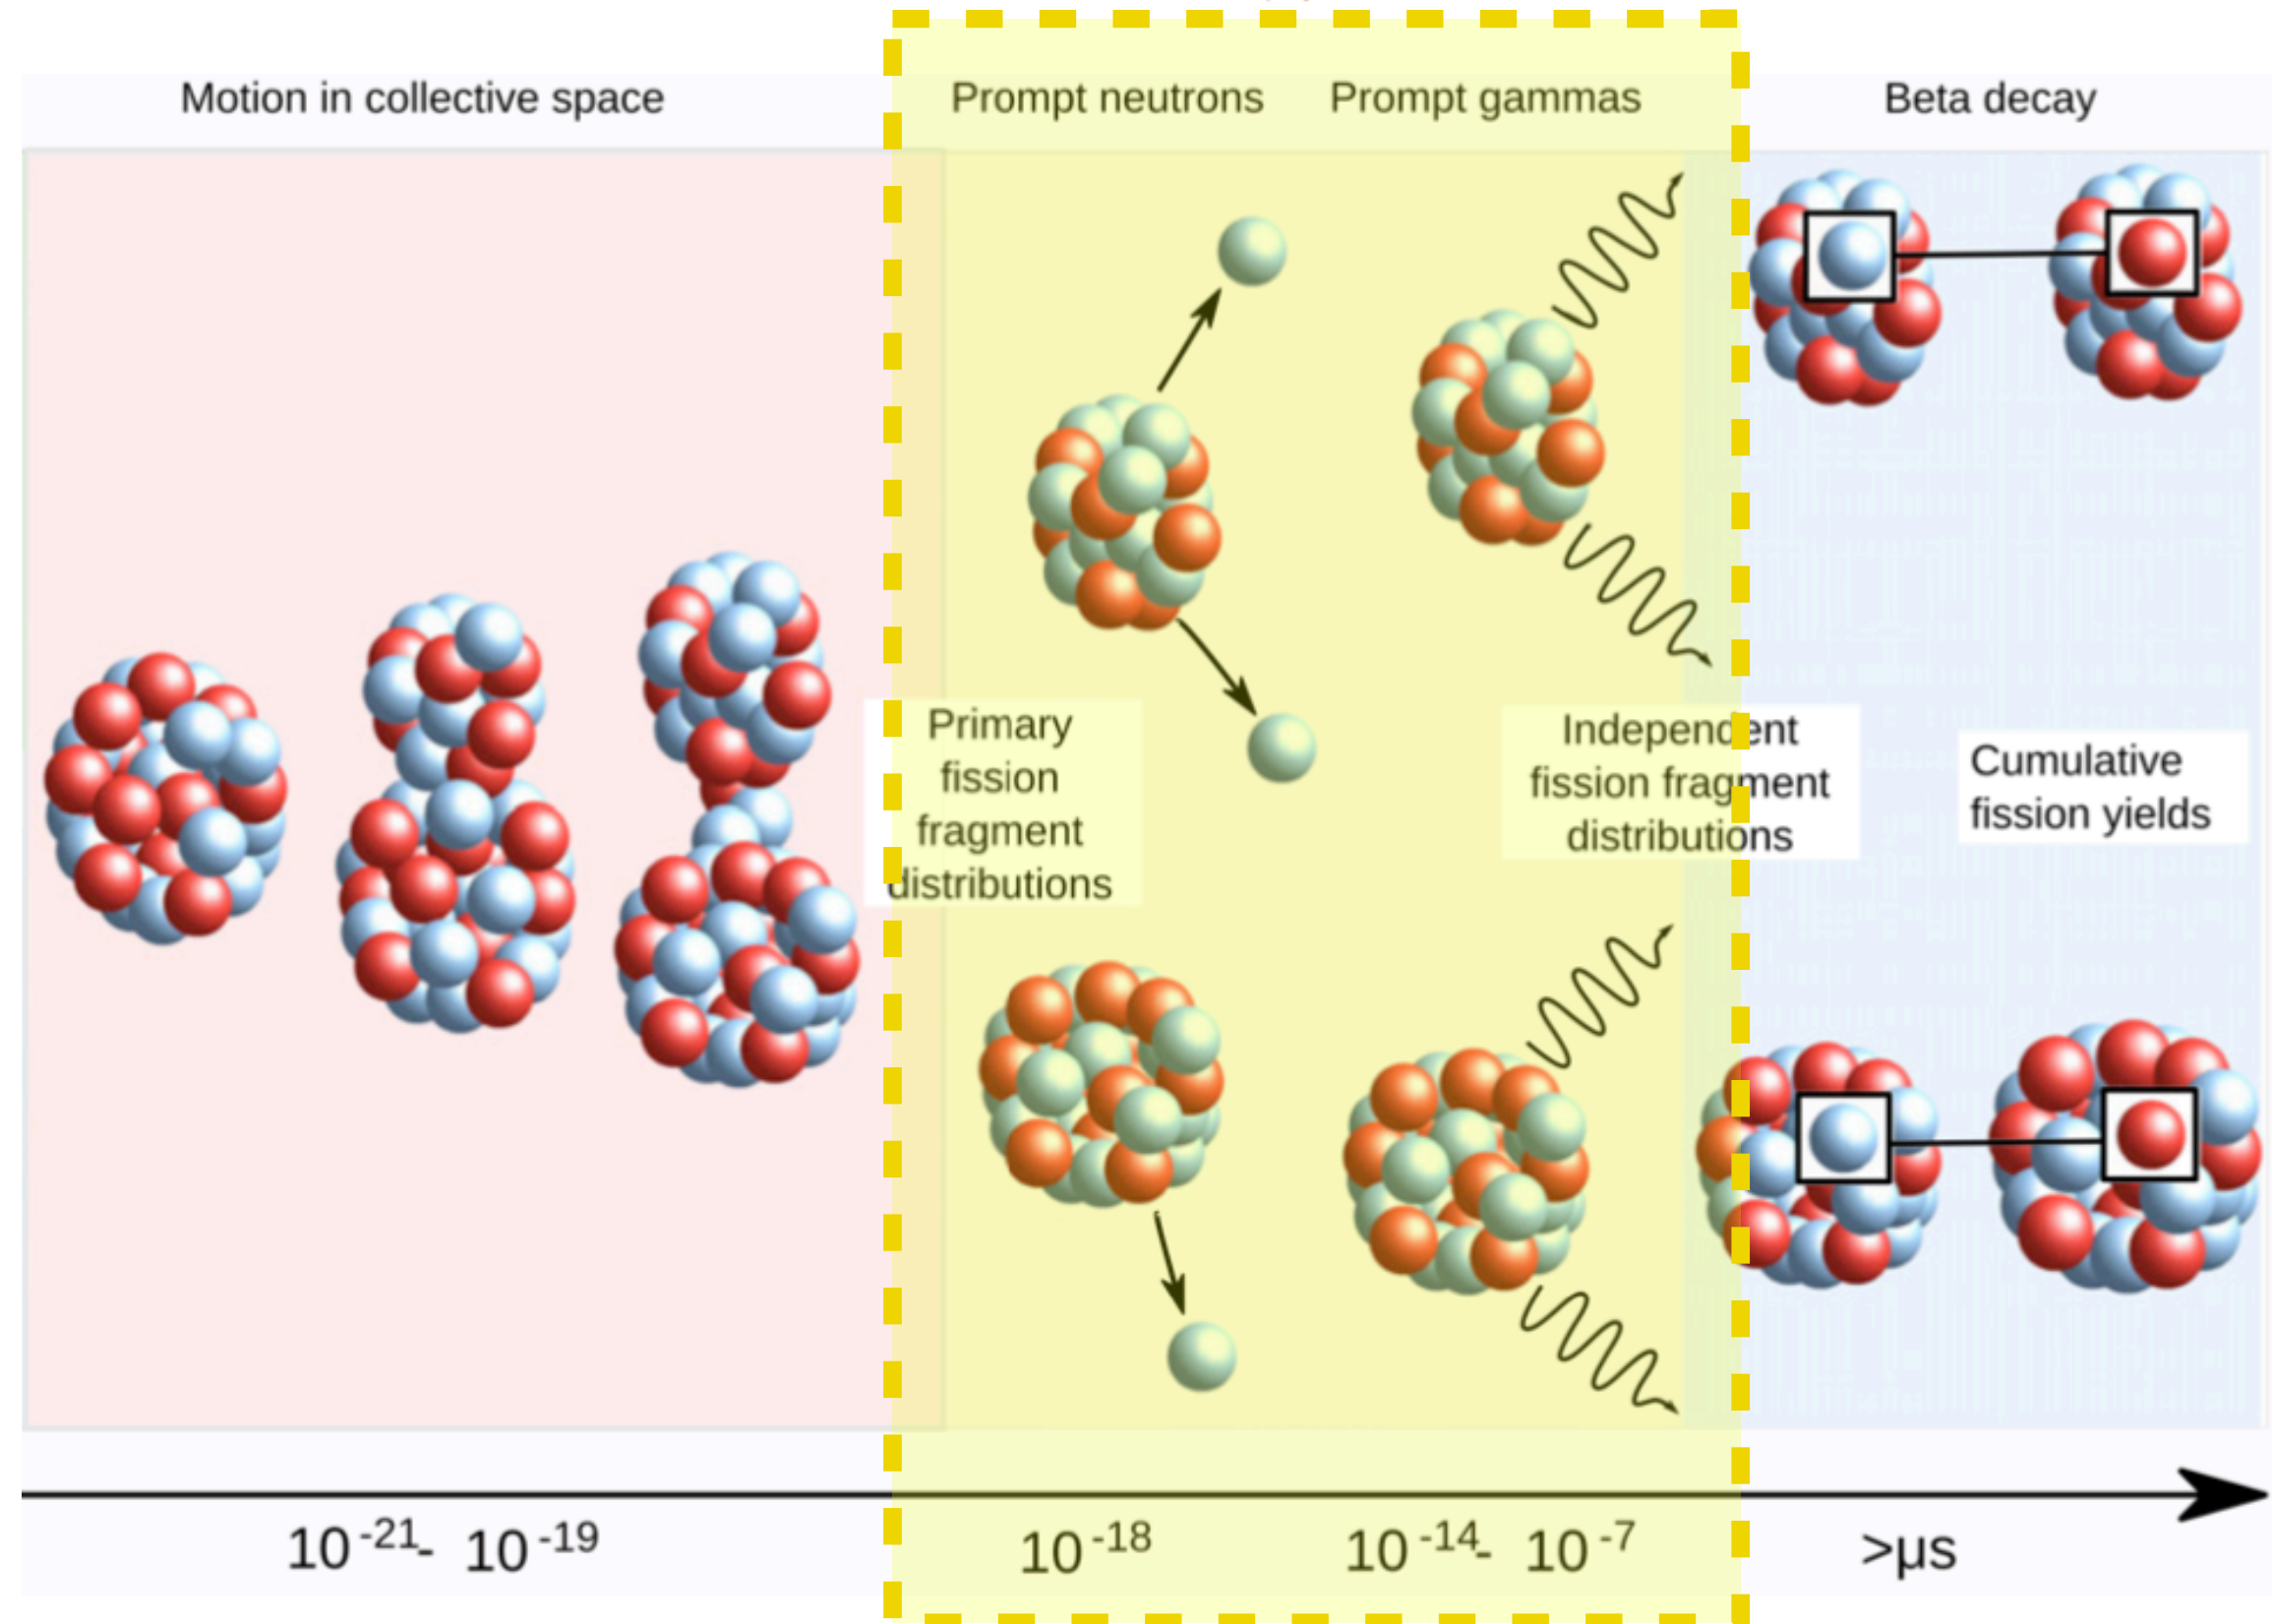 Motion in collective space
Prompt neutrons
Prompt gammas
Beta decay
Primary
fission
fragment
distributions
Independent
fission fragment
distributions
Cumulative
fission yields
10⁻²¹- 10⁻¹⁹
10⁻¹⁸
10⁻¹⁴- 10⁻⁷
>μs